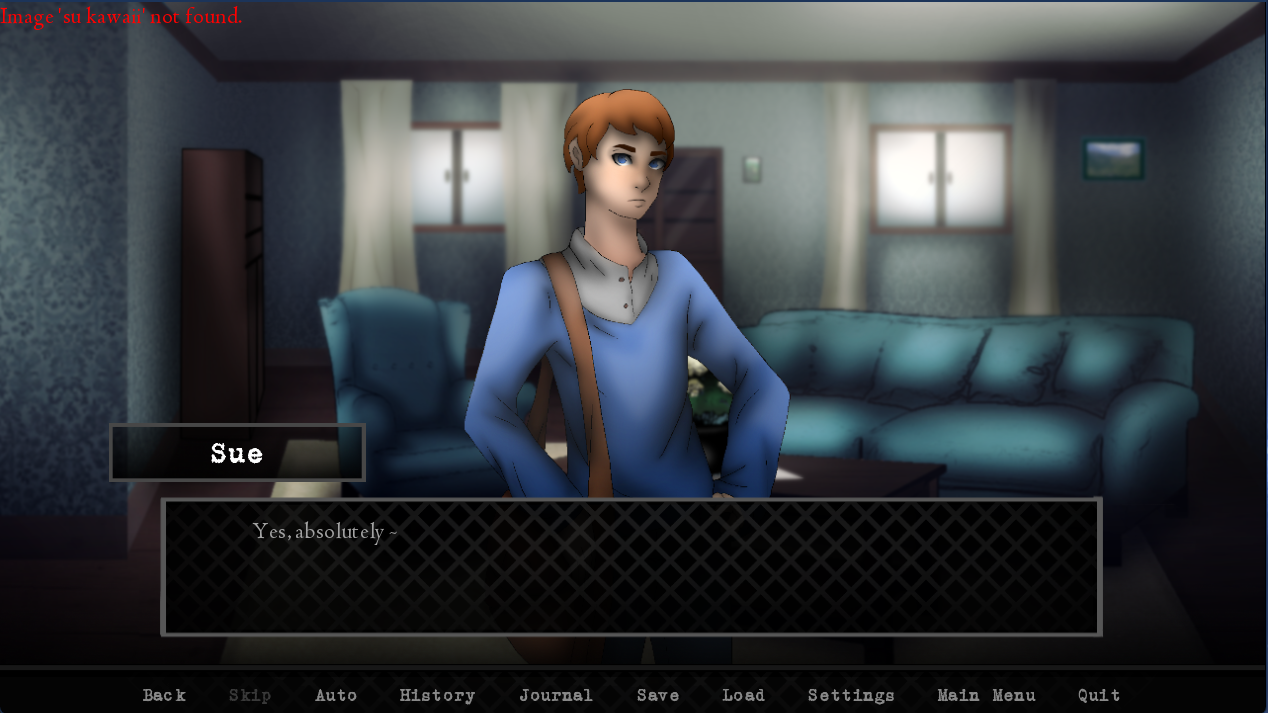 Image 'su kawaii' not found.
Sue
Yes, absolutely ~
Back Skip Auto History Journal Save Load Settings Main Menu Quit